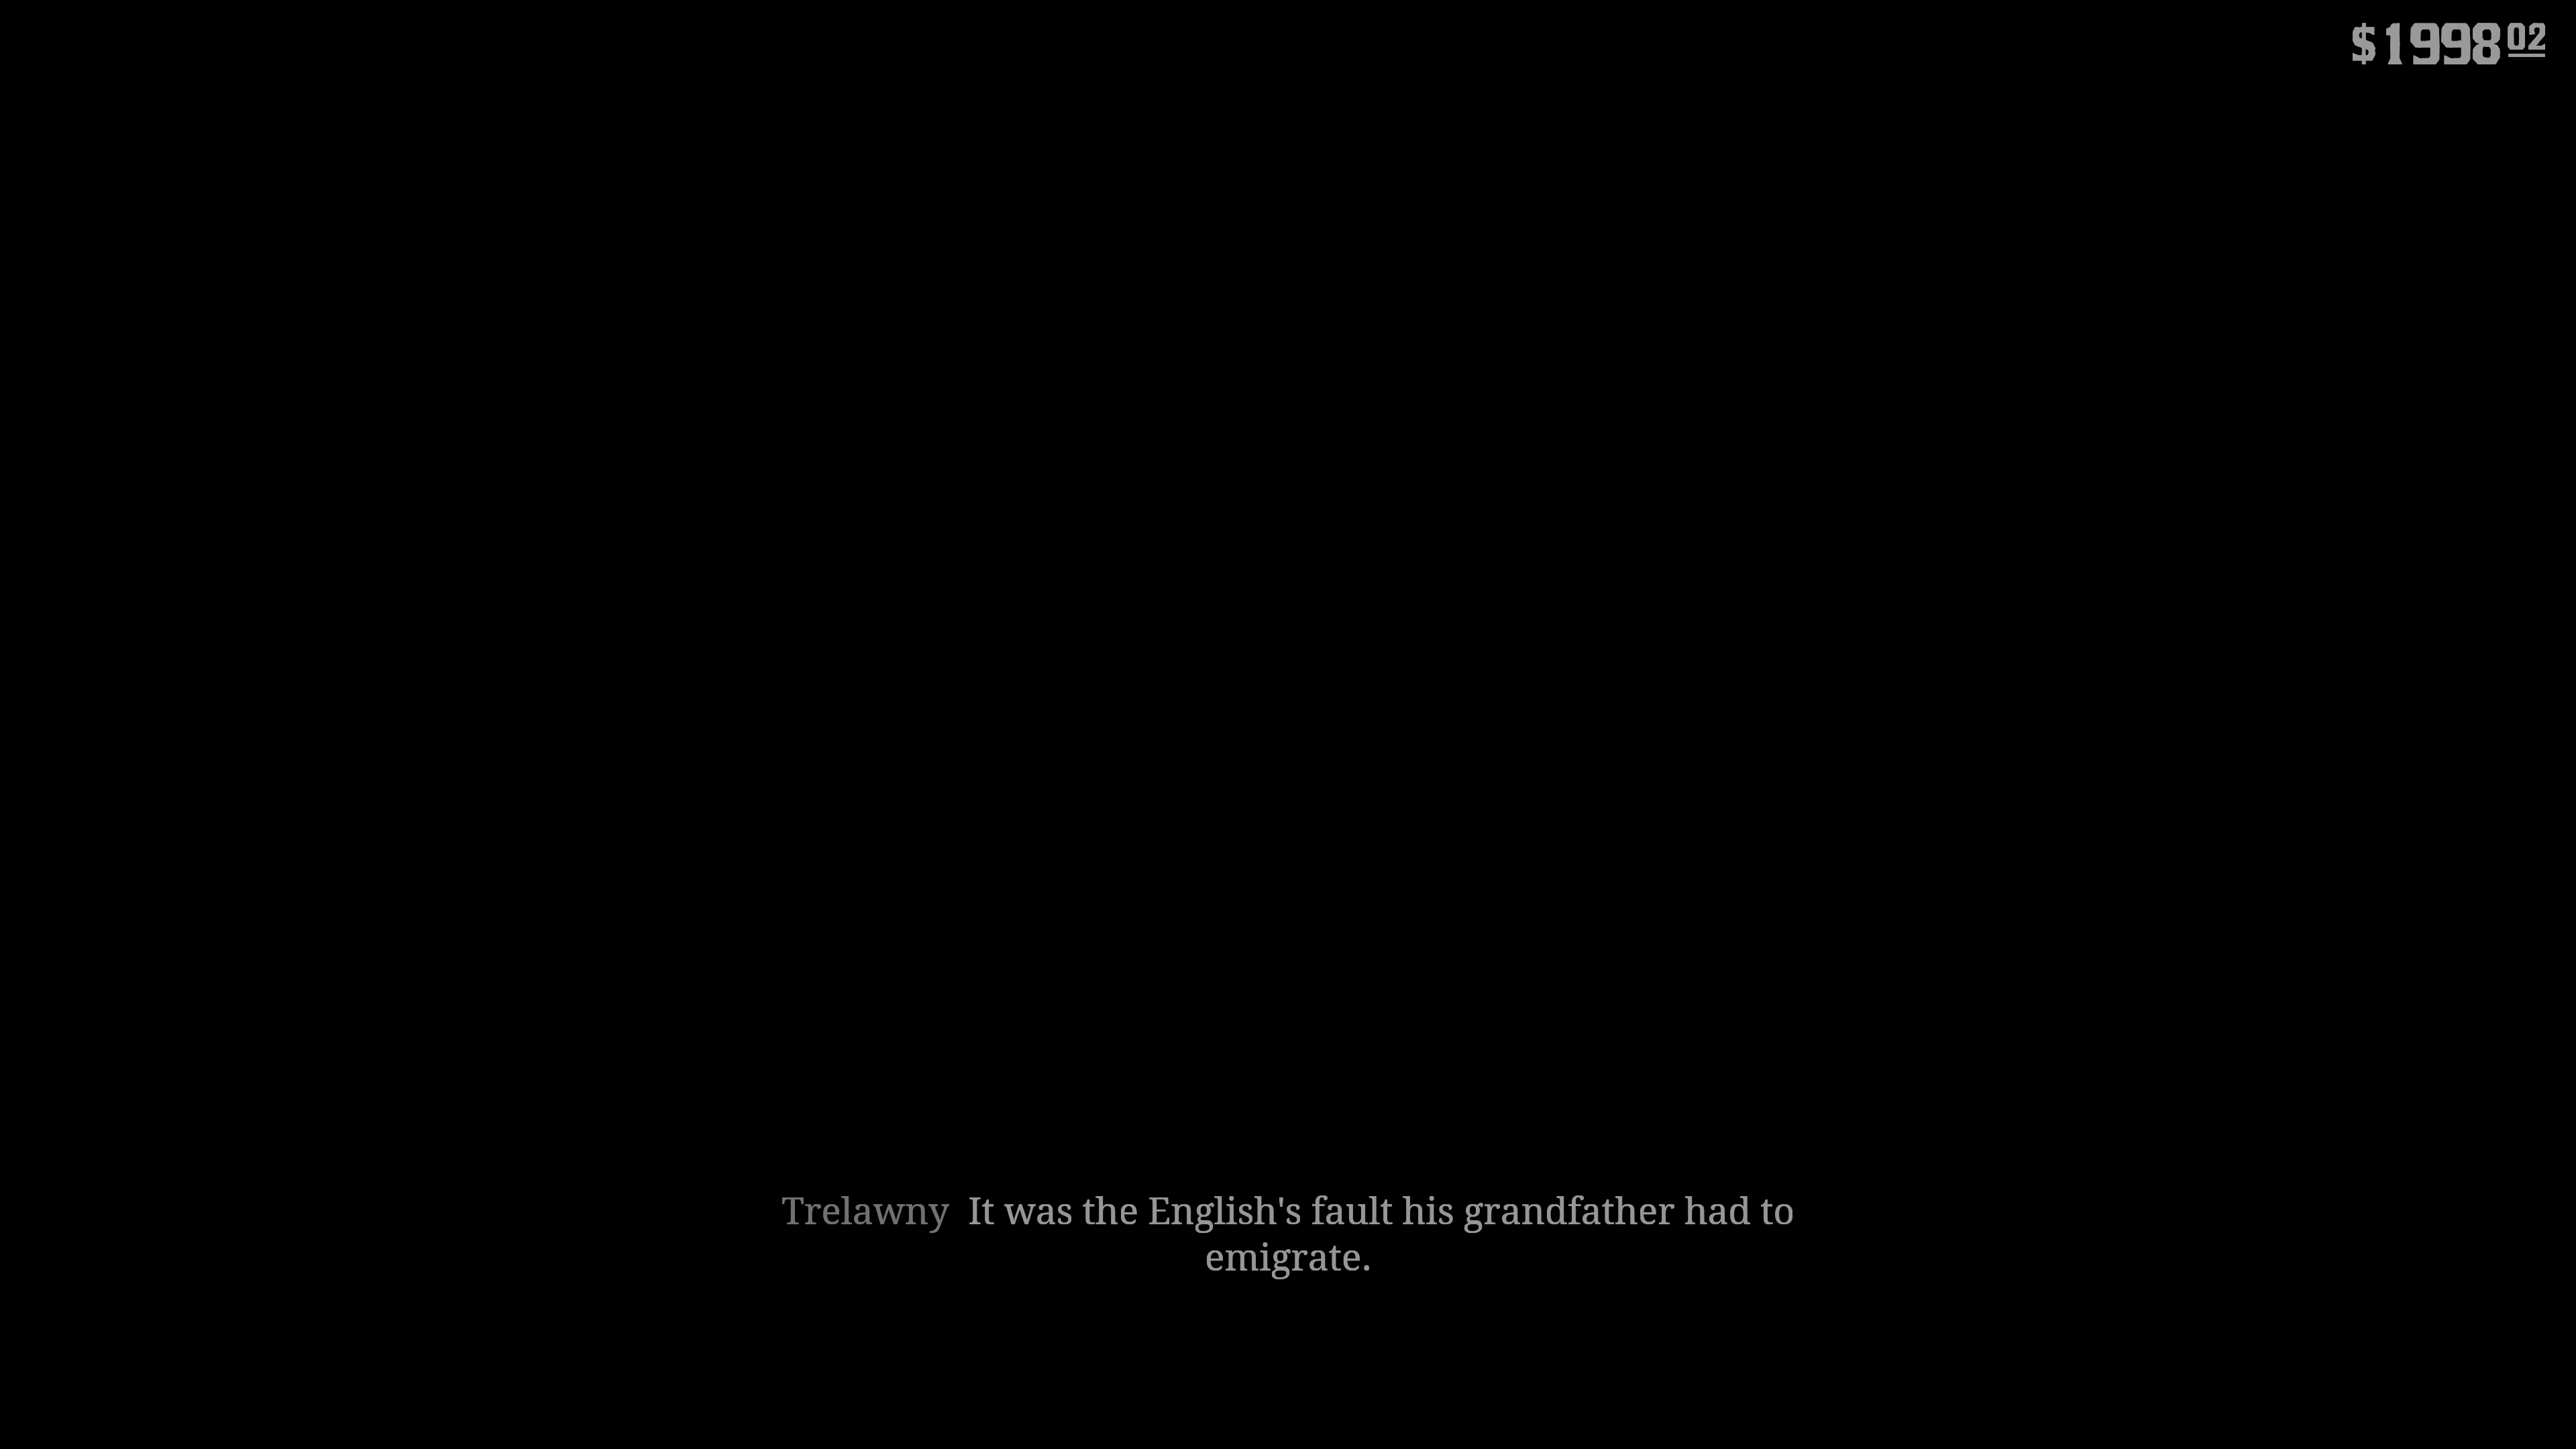 $1998 02
Trelawny It was the English's fault his grandfather had to
emigrate.